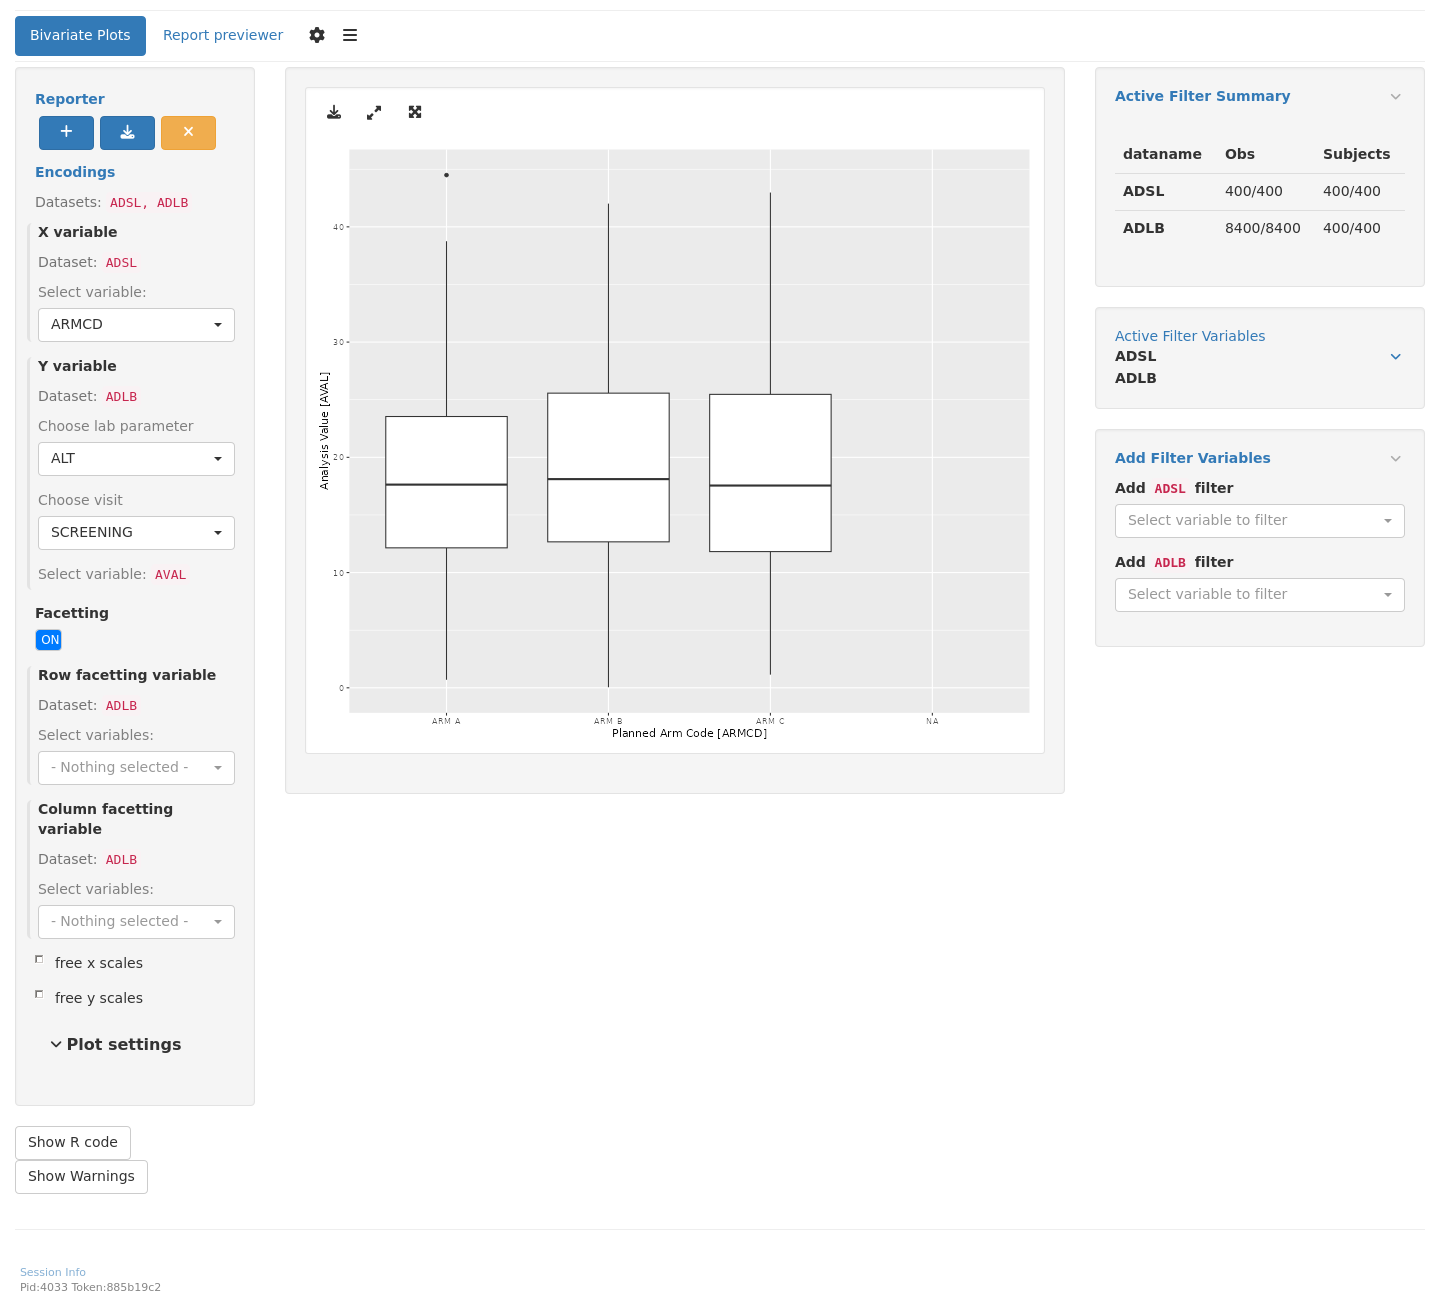 Bivariate Plots
Report previewer
Reporter
Encodings
Datasets: ADSL, ADLB
X variable
Dataset: ADSL
Select variable:
ARMCD
Y variable
Dataset: ADLB
Choose lab parameter
ALT
Choose visit
SCREENING
Select variable: AVAL
Facetting
ON
Row facetting variable
Dataset: ADLB
Select variables:
- Nothing selected -
Column facetting
variable
Dataset: ADLB
Select variables:
- Nothing selected -
free x scales
free y scales
Plot settings
Show R code
Show Warnings
Analysis Value [AVAL]
40
30
20
10
0
ARM A ARM B ARM C NA
Planned Arm Code [ARMCD]
Active Filter Summary
dataname Obs Subjects
ADSL 400/400 400/400
ADLB 8400/8400 400/400
Active Filter Variables
ADSL
ADLB
Add Filter Variables
Add ADSL filter
Select variable to filter
Add ADLB filter
Select variable to filter
Session Info
Pid:4033 Token:885b19c2